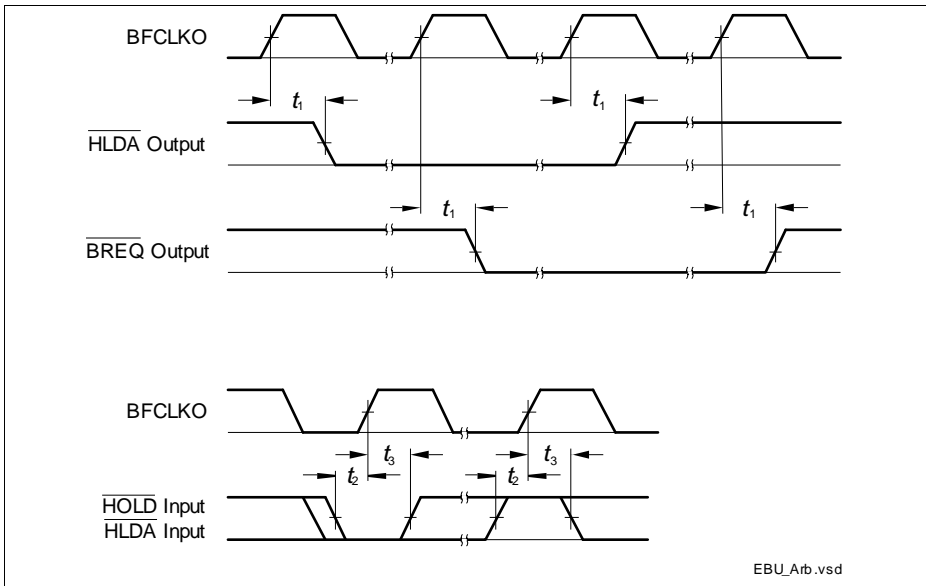 BFCLKO
t1 t1
HLDA Output
t1 t1
BREQ Output
BFCLKO
t3 t3
t2 t2
HOLD Input
HLDA Input
EBU_Arb.vsd